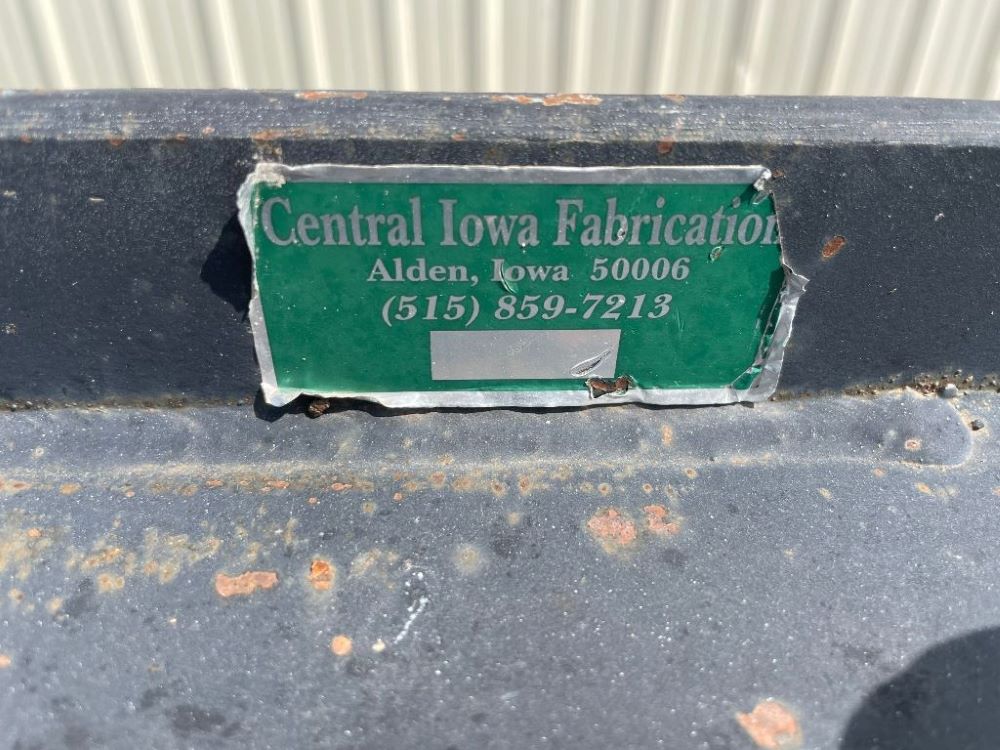 Central Iowa Fabrication
Alden, Iowa 50006
(515) 859-7213